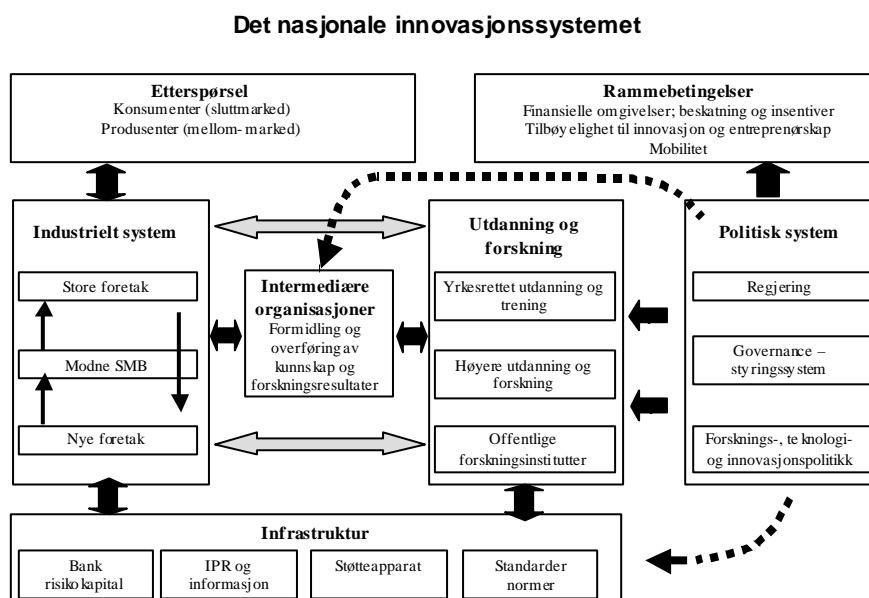 Det nasjonale innovasjonssystemet
Etterspørsel
Konsumenter (sluttmarked)
Produsenter (mellom- marked)
Rammebetingelser
Finansielle omgivelser; beskatning og insentiver
Tilbøyelighet til innovasjon og entreprenørskap
Mobilitet
Industrielt system
Store foretak
Modne SMB
Nye foretak
Intermediære
organisasjoner
Formidling og
overføring av
kunnskap og
forskningsresultater
Utdanning og
forskning
Yrkesrettet utdanning og
trening
Høyere utdanning og
forskning
Offentlige
forskningsinstitutter
Politisk system
Regjering
Governance –
styringssystem
Forsknings-, teknologi-
og innovasjonspolitikk
Infrastruktur
Bank
risikokapital
IPR og
informasjon
Støtteapparat
Standarder
normer